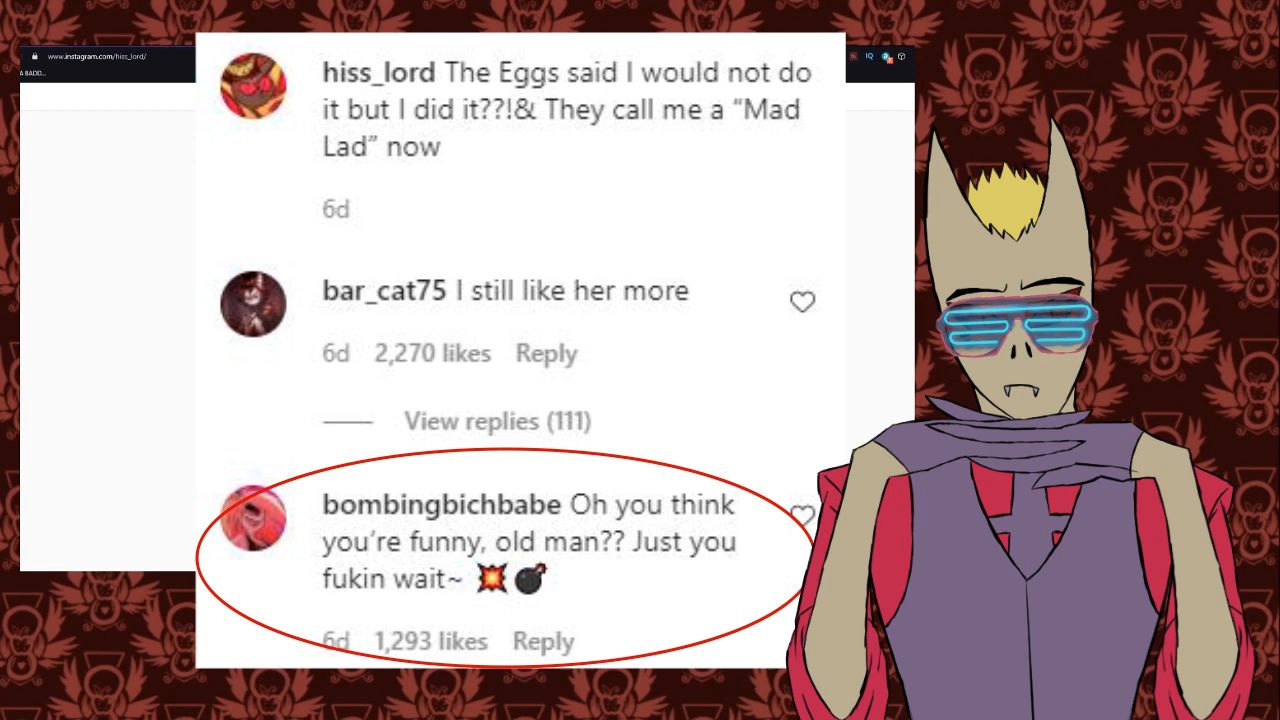 www.instagram.com/hiss_lord/
A BADD...
IQ
hiss_lord The Eggs said I would not do
it but I did it??!& They call me a “Mad
Lad” now
6d
bar_cat75 I still like her more
6d 2,270 likes Reply
View replies (111)
bombingbichbabe Oh you think
you're funny, old man?? Just you
fukin wait~ 💥 💣
6d 1,293 likes Reply